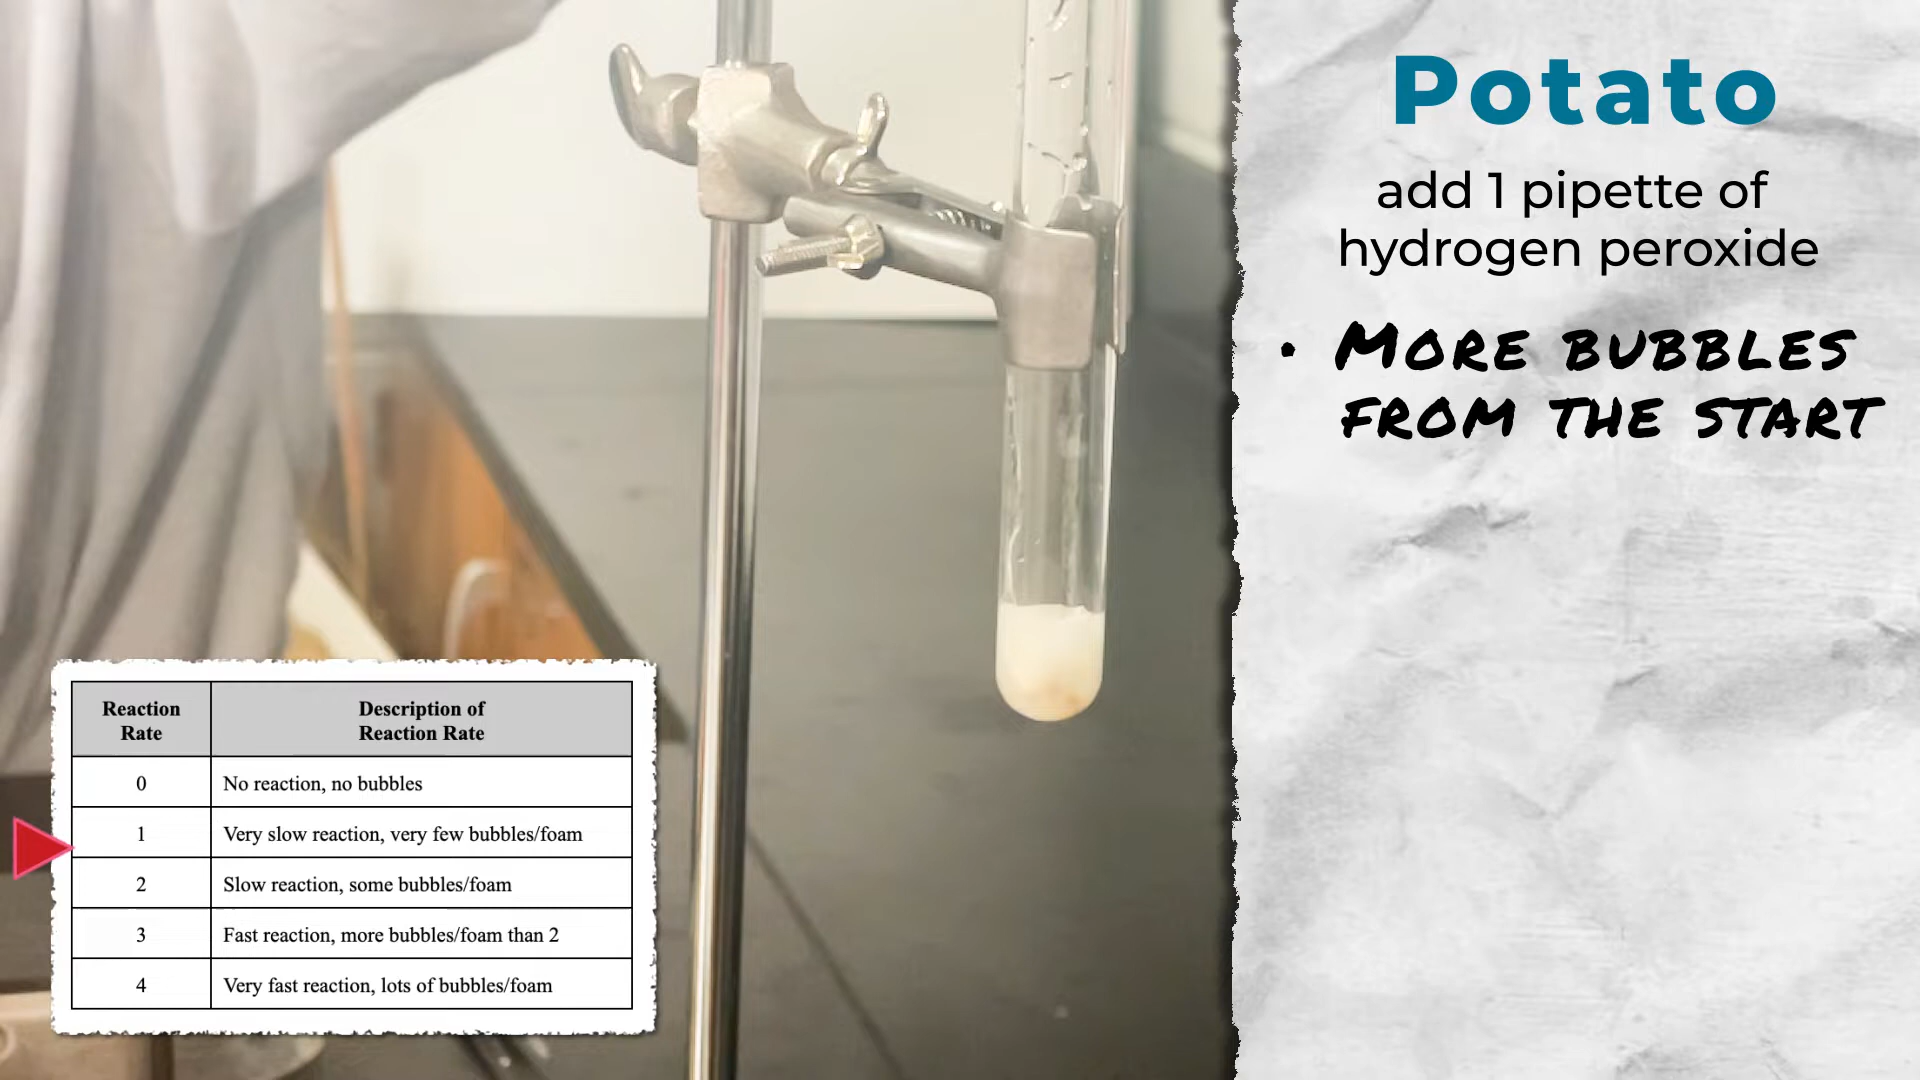 Potato
add 1 pipette of
hydrogen peroxide
• MORE BUBBLES
FROM THE START
Reaction Rate Description of Reaction Rate
0 No reaction, no bubbles
1 Very slow reaction, very few bubbles/foam
2 Slow reaction, some bubbles/foam
3 Fast reaction, more bubbles/foam than 2
4 Very fast reaction, lots of bubbles/foam